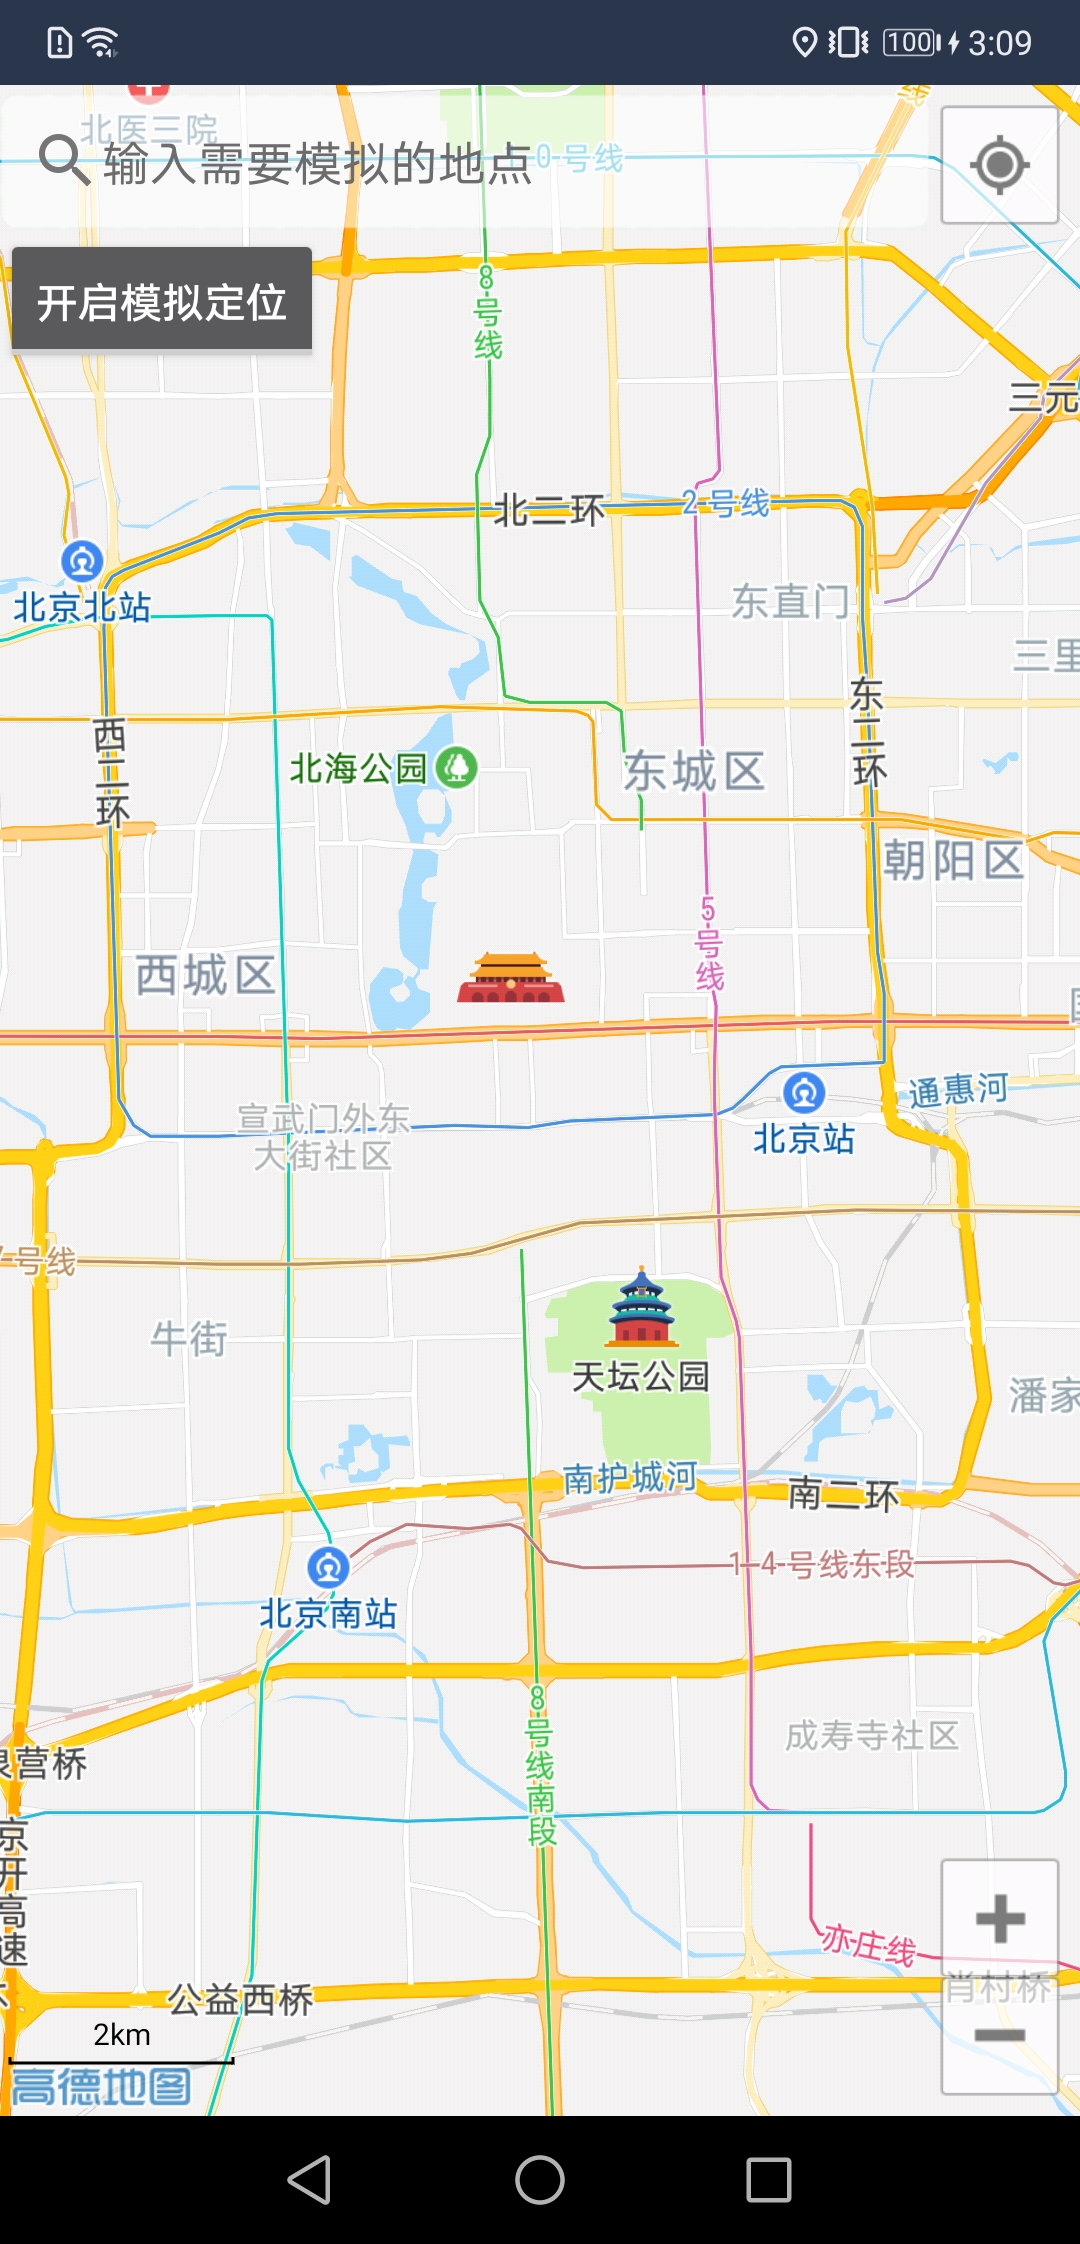 100
3:09
北医三院
输入需要模拟的地点
0号线
线
开启模拟定位
8号线
三元
北二环
2号线
北京北站
东直门
三里
西二环
东二环
北海公园
东城区
朝阳区
5号线
西城区
通惠河
宣武门外东
大街社区
北京站
号线
牛街
天坛公园
潘家
南护城河
南二环
14号线东段
北京南站
8号线南段
成寿寺社区
营桥
京开高速
亦庄线
肖村桥
公益西桥
2km
高德地图